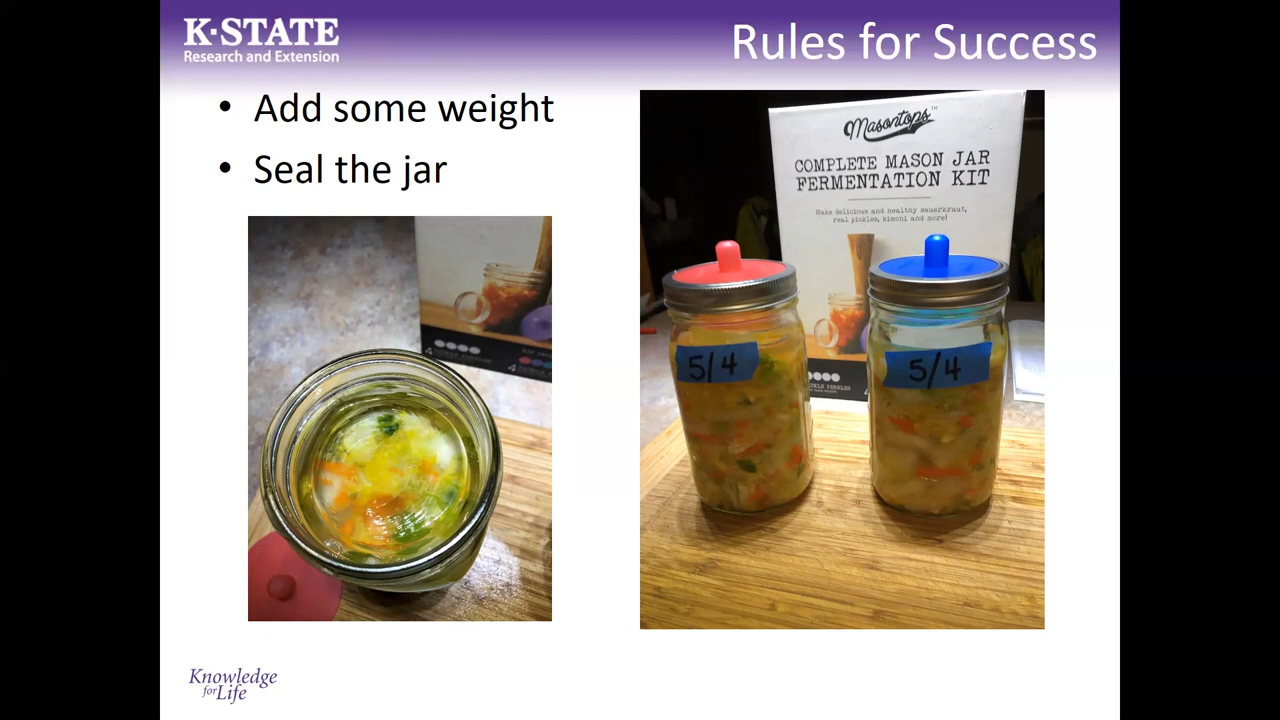 K-STATE
Research and Extension
Rules for Success
• Add some weight
• Seal the jar
Masontops™
COMPLETE MASON JAR
FERMENTATION KIT
Make delicious and healthy sauerkraut,
real pickles, kimchi and more!
5/4
5/4
Knowledge
for Life